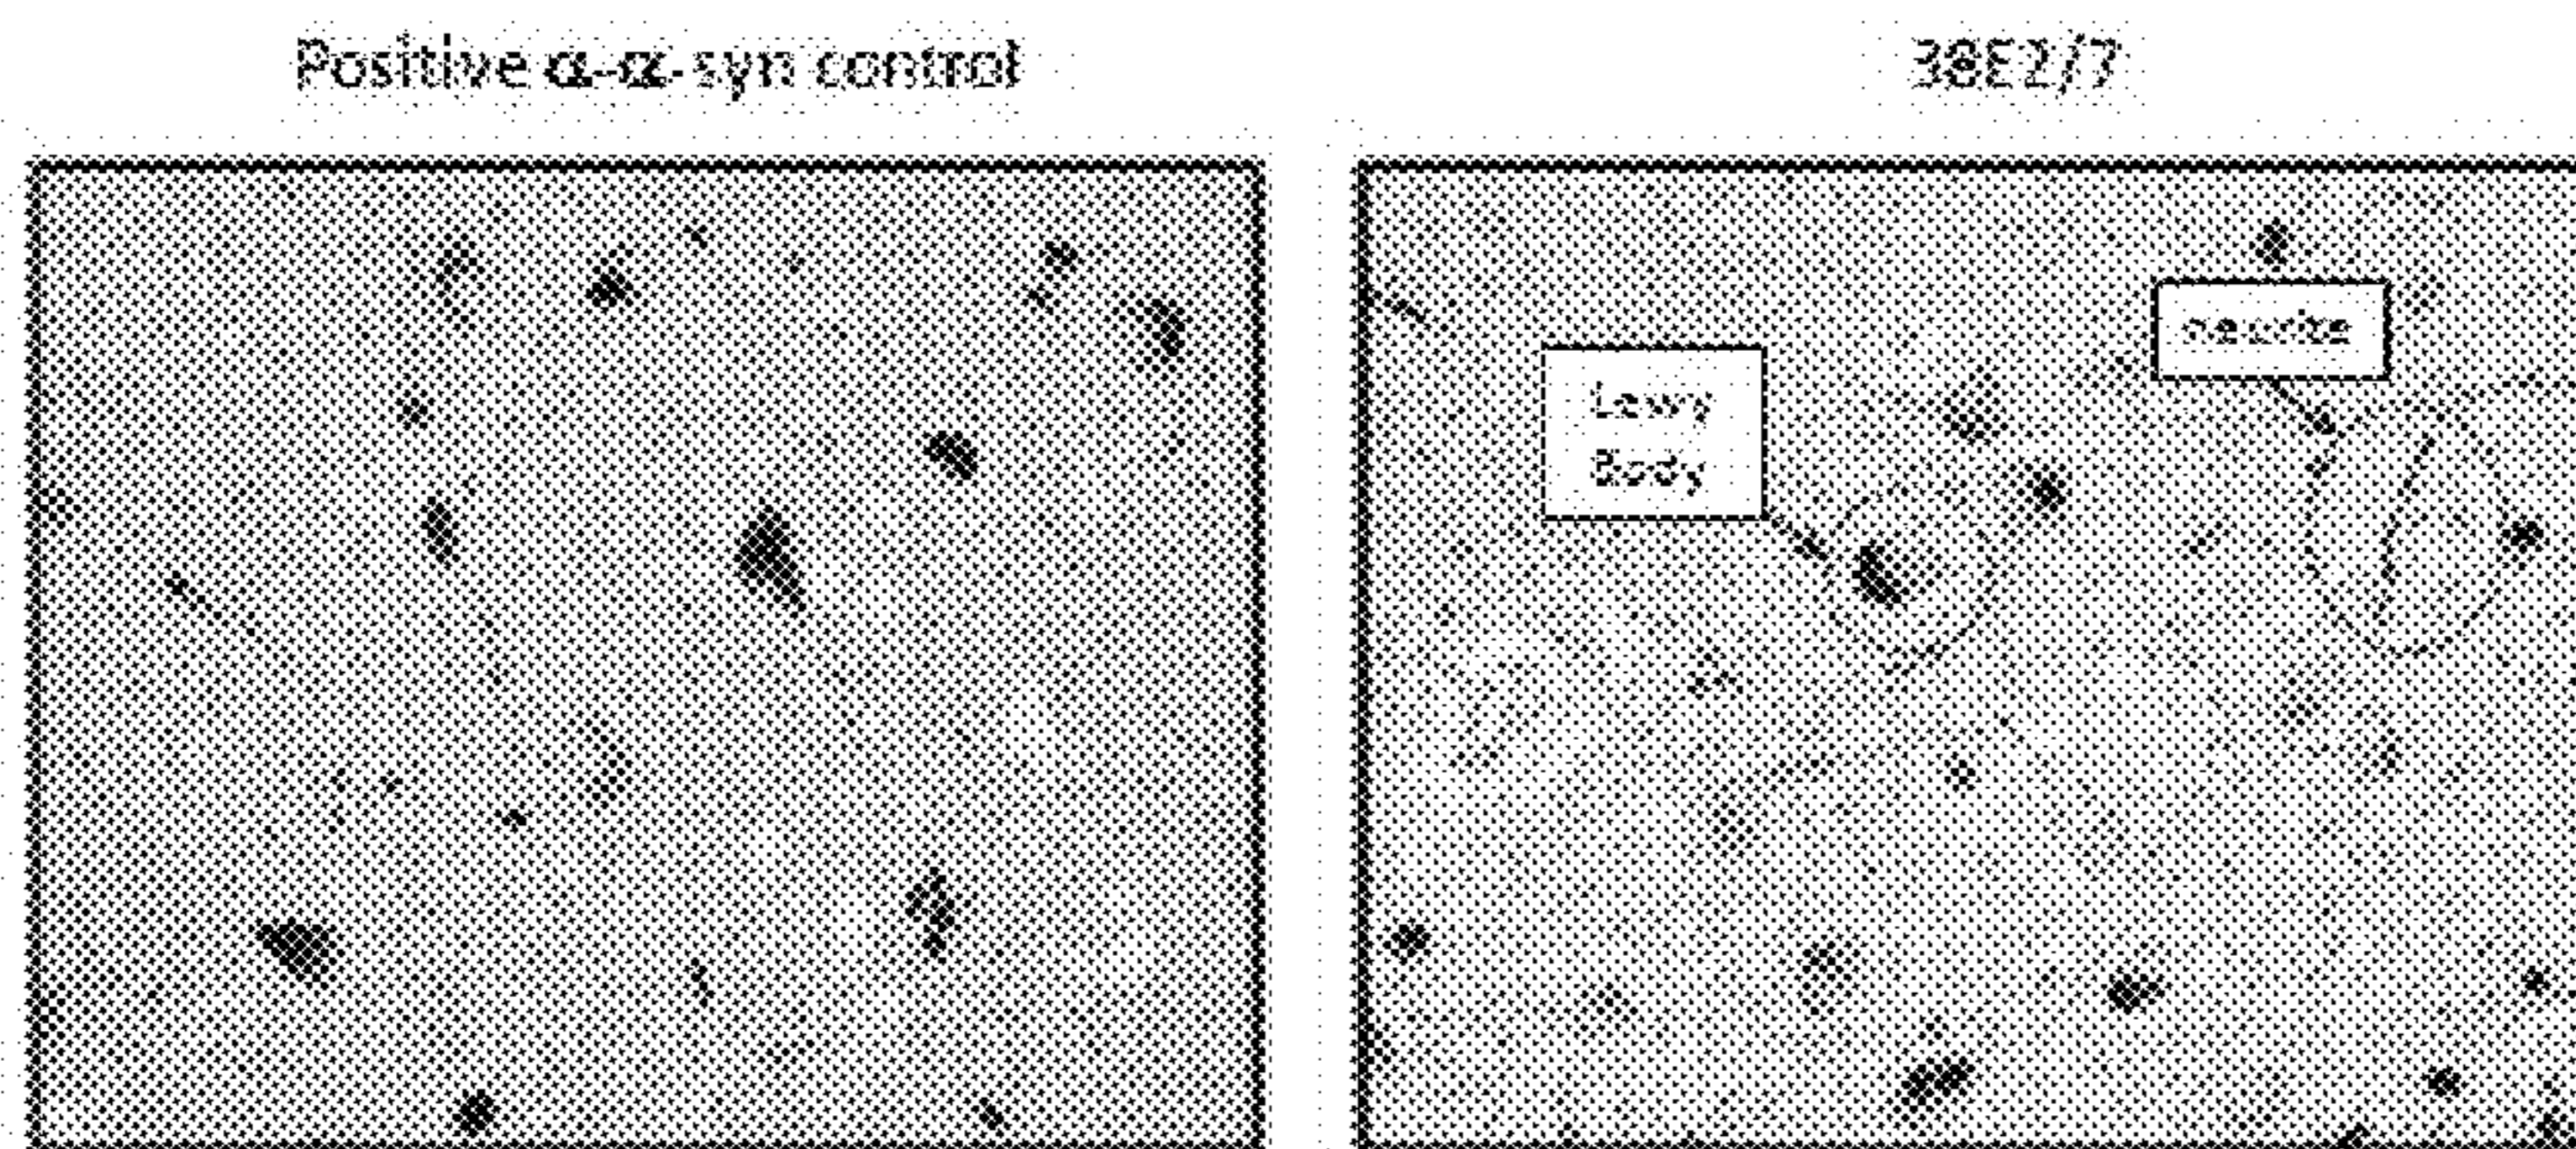 Positive α-α-syn control
38E2/7
neurite
Lewy
Body